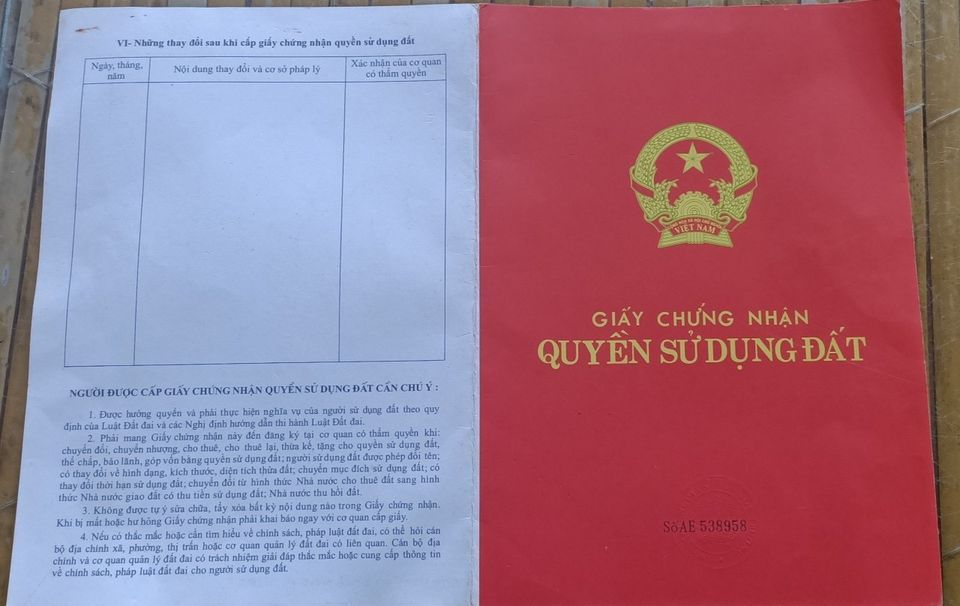 VI- Những thay đổi sau khi cấp giấy chứng nhận quyền sử dụng đất
Ngày, tháng, năm
Nội dung thay đổi và cơ sở pháp lý
Xác nhận của cơ quan có thẩm quyền
NGƯỜI ĐƯỢC CẤP GIẤY CHỨNG NHẬN QUYỀN SỬ DỤNG ĐẤT CẦN CHÚ Ý :
1. Được hưởng quyền và phải thực hiện nghĩa vụ của người sử dụng đất theo quy
định của Luật Đất đai và các Nghị định hướng dẫn thi hành Luật Đất đai.
2. Phải mang Giấy chứng nhận này đến đăng ký tại cơ quan có thẩm quyền khi:
chuyển đổi, chuyển nhượng, cho thuê, cho thuê lại, thừa kế, tặng cho quyền sử dụng đất,
thế chấp, bảo lãnh, góp vốn bằng quyền sử dụng đất; người sử dụng đất được phép đổi tên;
có thay đổi về hình dạng, kích thước, diện tích thửa đất; chuyển mục đích sử dụng đất; có
thay đổi thời hạn sử dụng đất; chuyển đổi từ hình thức Nhà nước cho thuê đất sang hình
thức Nhà nước giao đất có thu tiền sử dụng đất; Nhà nước thu hồi đất.
3. Không được tự ý sửa chữa, tẩy xóa bất kỳ nội dung nào trong Giấy chứng nhận.
Khi bị mất hoặc hư hỏng Giấy chứng nhận phải khai báo ngay với cơ quan cấp giấy.
4. Nếu có thắc mắc hoặc cần tìm hiểu về chính sách, pháp luật đất đai, có thể hỏi cán
bộ địa chính xã, phường, thị trấn hoặc cơ quan quản lý đất đai có liên quan. Cán bộ địa
chính và cơ quan quản lý đất đai có trách nhiệm giải đáp thắc mắc hoặc cung cấp thông tin
về chính sách, pháp luật đất đai cho người sử dụng đất.
VIỆT NAM
GIẤY CHỨNG NHẬN
QUYỀN SỬ DỤNG ĐẤT
Số AE 538958